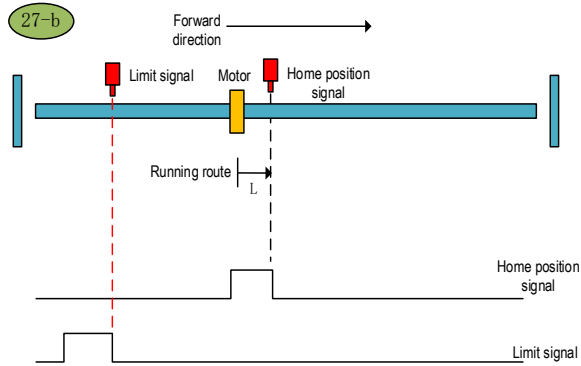 27-b
Forward
direction
Limit signal
Motor
Home position
signal
Running route
L
Home position
signal
Limit signal